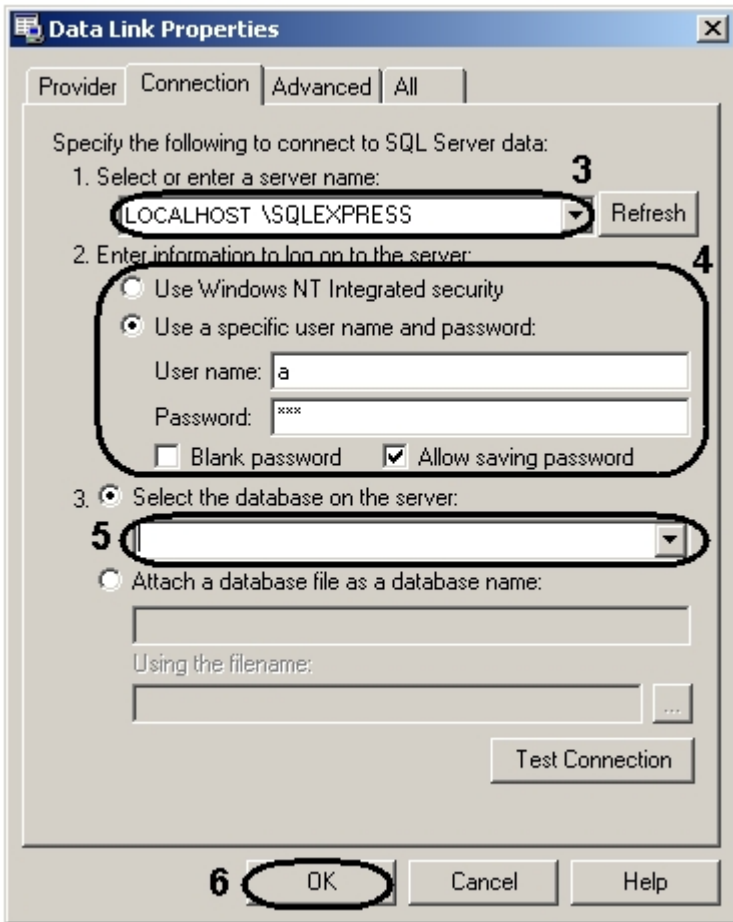 Data Link Properties
Provider Connection Advanced All
Specify the following to connect to SQL Server data:
1. Select or enter a server name: 3
LOCALHOST \SQLEXPRESS Refresh
2. Enter information to log on to the server: 4
Use Windows NT Integrated security
Use a specific user name and password:
User name: a
Password: ***
Blank password Allow saving password
3. Select the database on the server:
5
Attach a database file as a database name:
Using the filename:
...
Test Connection
6 OK Cancel Help